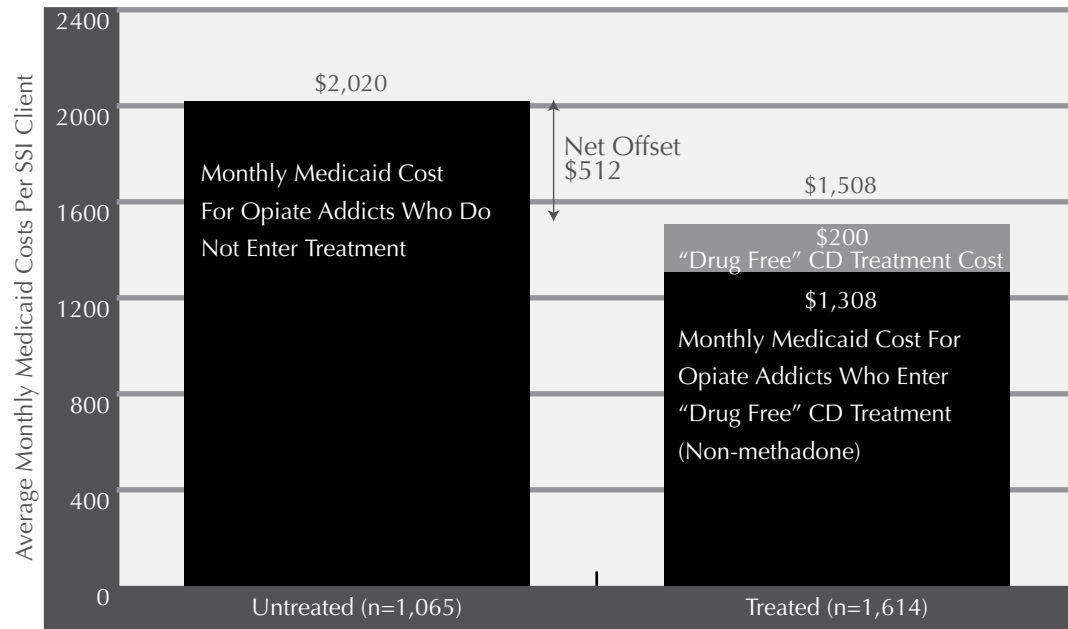 Average Monthly Medicaid Costs Per SSI Client
2400
2000
1600
1200
800
400
0
$2,020
Monthly Medicaid Cost
For Opiate Addicts Who Do
Not Enter Treatment
Net Offset
$512
$1,508
$200
“Drug Free” CD Treatment Cost
$1,308
Monthly Medicaid Cost For
Opiate Addicts Who Enter
“Drug Free” CD Treatment
(Non-methadone)
Untreated (n=1,065)
Treated (n=1,614)